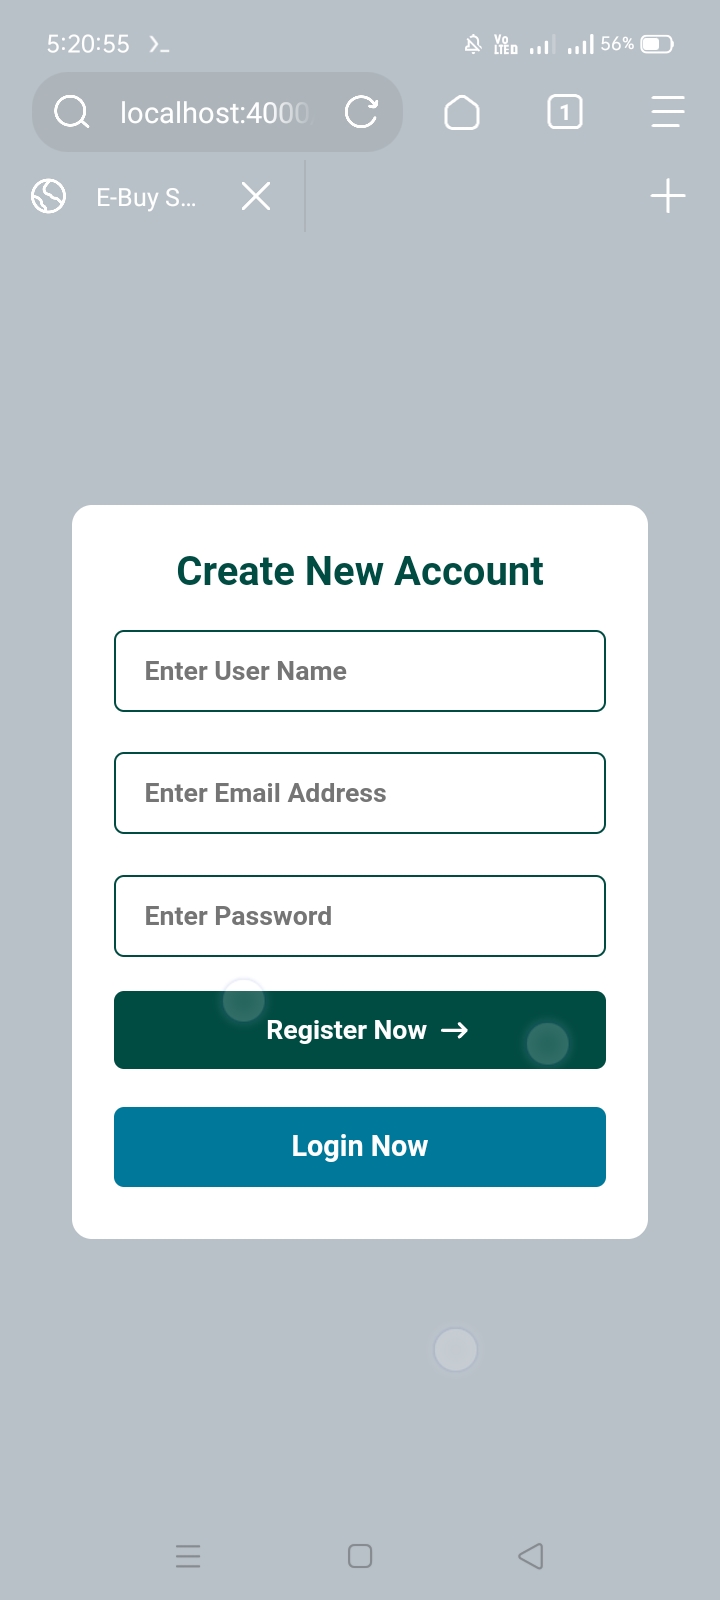 5:20:55
Vo LTE D 56%
localhost:4000
1
E-Buy S...
Create New Account
Enter User Name
Enter Email Address
Enter Password
Register Now →
Login Now